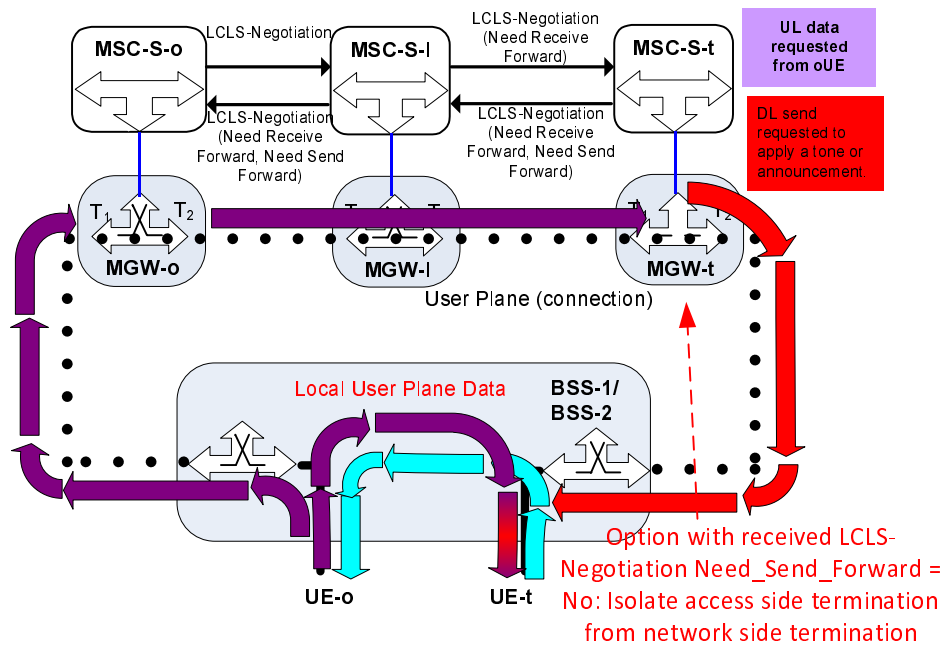 MSC-S-o
LCLS-Negotiation
MSC-S-I
LCLS-Negotiation
(Need Receive
Forward)
MSC-S-t
UL data
requested
from oUE
LCLS-Negotiation
(Need Receive
Forward, Need Send
Forward)
LCLS-Negotiation
(Need Receive
Forward, Need Send
Forward)
DL send
requested to
apply a tone or
announcement.
T1
T2
MGW-o
MGW-I
T2
MGW-t
User Plane (connection)
Local User Plane Data
BSS-1/
BSS-2
UE-o
UE-t
Option with received LCLS-
Negotiation Need_Send_Forward =
No: Isolate access side termination
from network side termination